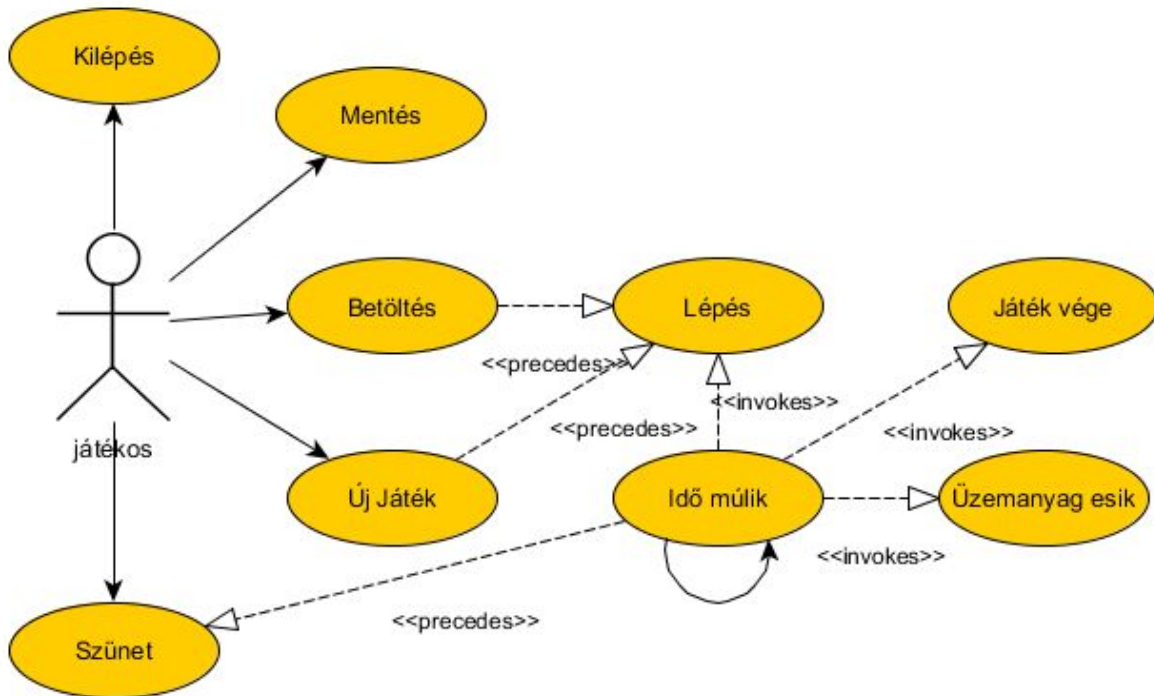 Kilépés
Mentés
Betöltés
Lépés
Játék vége
<<precedes>>
<<invokes>>
<<precedes>>
<<invokes>>
játékos
Új Játék
Idő múlik
Üzemanyag esik
<<invokes>>
<<precedes>>
Szünet